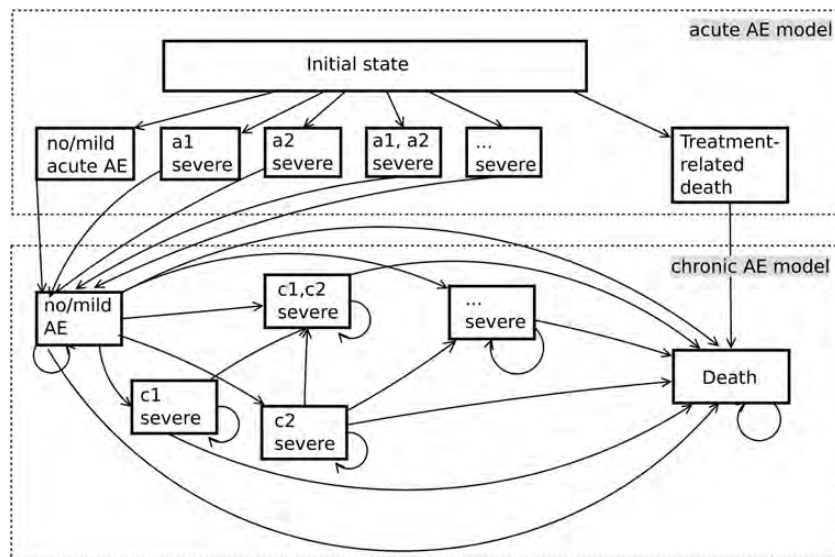 acute AE model
Initial state
no/mild
acute AE
a1
severe
a2
severe
a1, a2
severe
...
severe
Treatment-
related
death
chronic AE model
no/mild
AE
c1,c2
severe
...
severe
c1
severe
c2
severe
Death